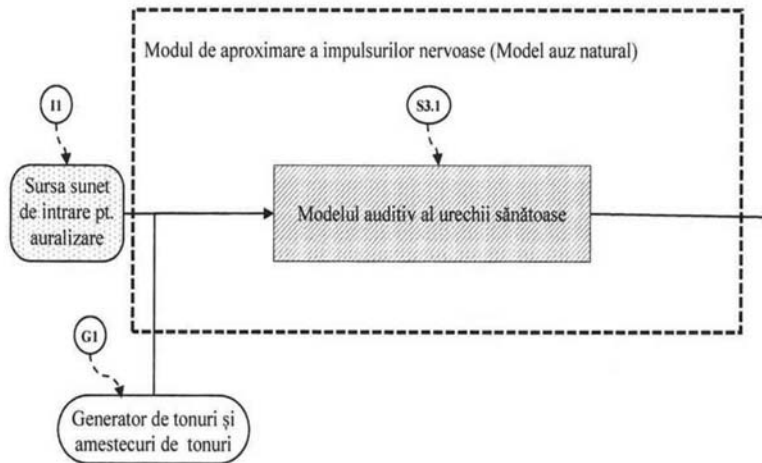 Modul de aproximare a impulsurilor nervoase (Model auz natural)
I1
S3.1
Sursa sunet
de intrare pt.
auralizare
Modelul auditiv al urechii sănătoase
G1
Generator de tonuri și
amestecuri de tonuri